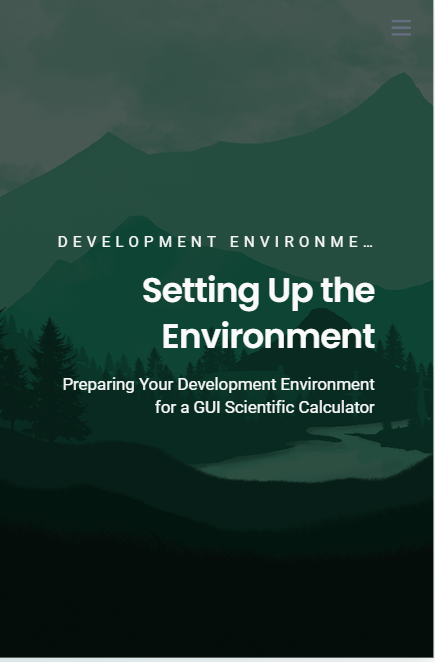 DEVELOPMENT ENVIRONME…
Setting Up the
Environment
Preparing Your Development Environment
for a GUI Scientific Calculator